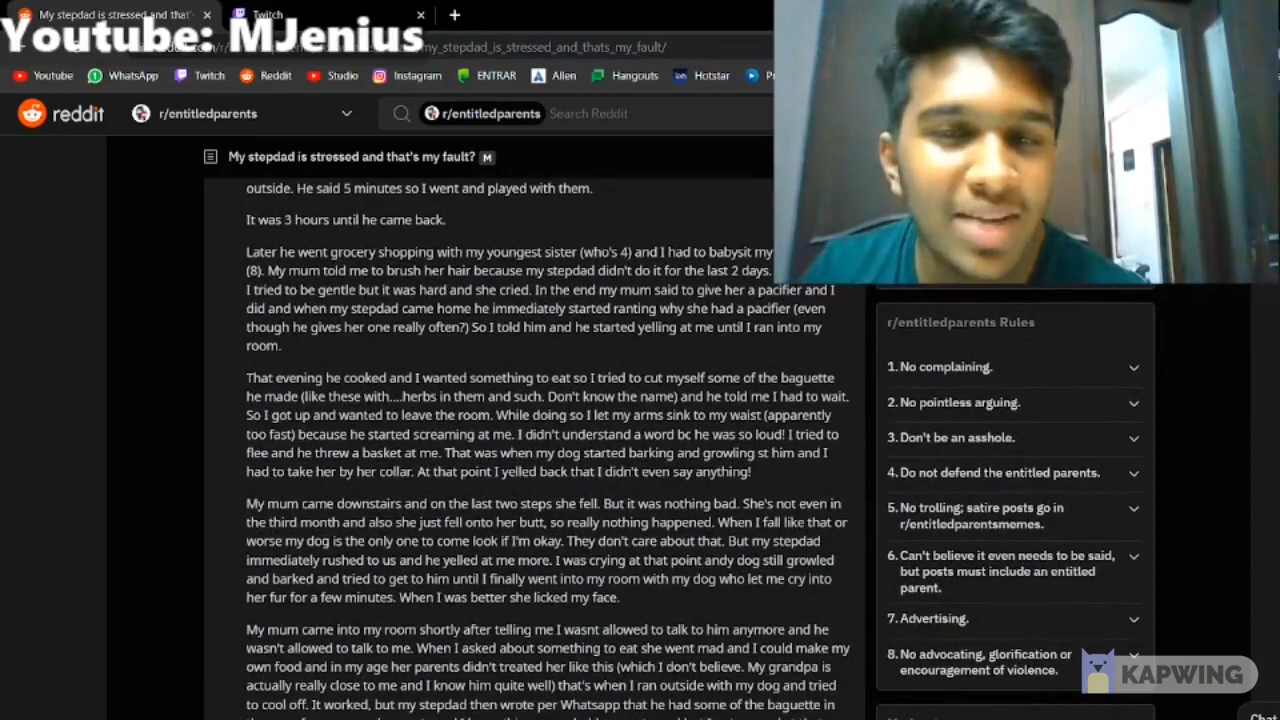 My stepdad is stressed and that'
Twitch
Youtube: MJenius
my_stepdad_is_stressed_and_thats_my_fault/
Youtube
WhatsApp
Twitch
Reddit
Studio
Instagram
ENTRAR
Allen
Hangouts
Hotstar
reddit
r/entitledparents
r/entitledparents
Search Reddit
My stepdad is stressed and that's my fault? M
outside. He said 5 minutes so I went and played with them.
It was 3 hours until he came back.
Later he went grocery shopping with my youngest sister (who's 4) and I had to babysit my
(8). My mum told me to brush her hair because my stepdad didn't do it for the last 2 days.
I tried to be gentle but it was hard and she cried. In the end my mum said to give her a pacifier and I
did and when my stepdad came home he immediately started ranting why she had a pacifier (even
though he gives her one really often?) So I told him and he started yelling at me until I ran into my
room.
That evening he cooked and I wanted something to eat so I tried to cut myself some of the baguette
he made (like these with....herbs in them and such. Don't know the name) and he told me I had to wait.
So I got up and wanted to leave the room. While doing so I let my arms sink to my waist (apparently
too fast) because he started screaming at me. I didn't understand a word bc he was so loud! I tried to
flee and he threw a basket at me. That was when my dog started barking and growling st him and I
had to take her by her collar. At that point I yelled back that I didn't even say anything!
My mum came downstairs and on the last two steps she fell. But it was nothing bad. She's not even in
the third month and also she just fell onto her butt, so really nothing happened. When I fall like that or
worse my dog is the only one to come look if I'm okay. They don't care about that. But my stepdad
immediately rushed to us and he yelled at me more. I was crying at that point andy dog still growled
and barked and tried to get to him until I finally went into my room with my dog who let me cry into
her fur for a few minutes. When I was better she licked my face.
My mum came into my room shortly after telling me I wasnt allowed to talk to him anymore and he
wasn't allowed to talk to me. When I asked about something to eat she went mad and I could make my
own food and in my age her parents didn't treated her like this (which I don't believe. My grandpa is
actually really close to me and I know him quite well) that's when I ran outside with my dog and tried
to cool off. It worked, but my stepdad then wrote per Whatsapp that he had some of the baguette in
r/entitledparents Rules
1. No complaining.
2. No pointless arguing.
3. Don't be an asshole.
4. Do not defend the entitled parents.
5. No trolling; satire posts go in
r/entitledparentsmemes.
6. Can't believe it even needs to be said,
but posts must include an entitled
parent.
7. Advertising.
8. No advocating, glorification or
encouragement of violence.
KAPWING